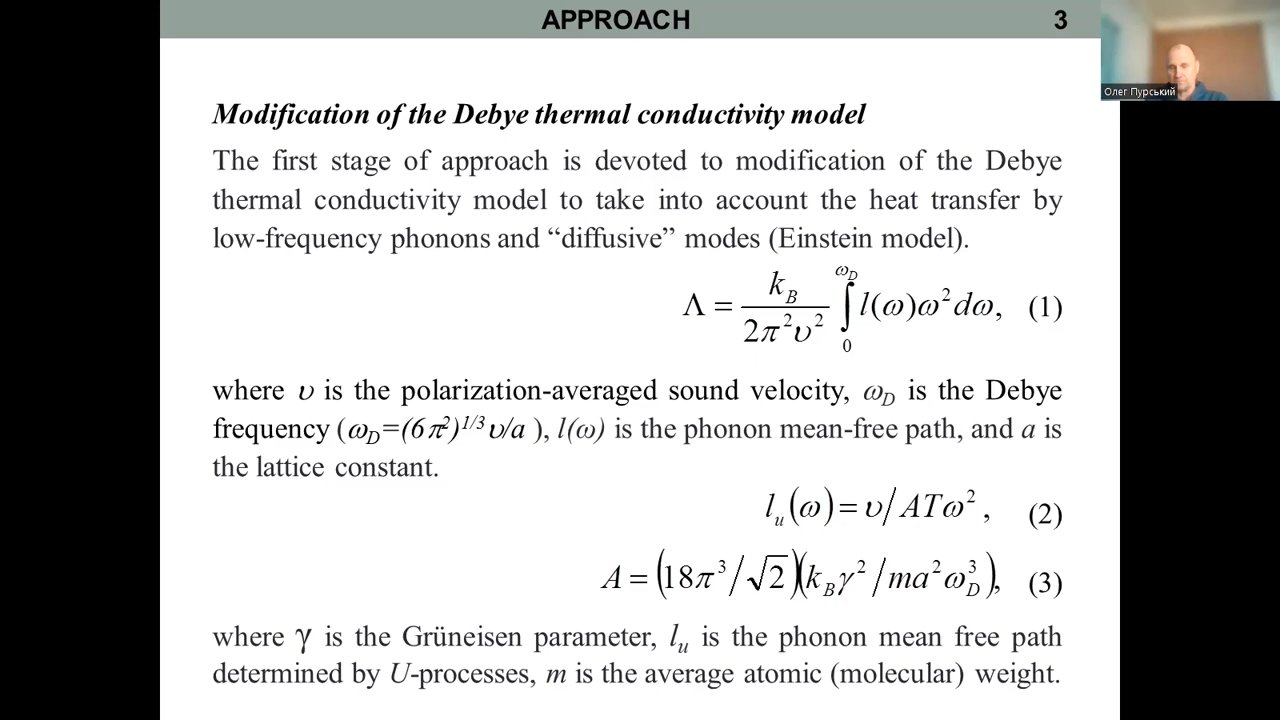 APPROACH 3
Олег Пурський
Modification of the Debye thermal conductivity model
The first stage of approach is devoted to modification of the Debye
thermal conductivity model to take into account the heat transfer by
low-frequency phonons and “diffusive” modes (Einstein model).
Λ = k_B / 2π²υ² ∫₀^{ω_D} l(ω)ω²dω, (1)
where υ is the polarization-averaged sound velocity, ω_D is the Debye
frequency (ω_D=(6π²)^{1/3}υ/a ), l(ω) is the phonon mean-free path, and a is
the lattice constant.
l_u(ω) = υ/ATω² , (2)
A = (18π³/√2)(k_Bγ²/ma²ω_D³), (3)
where γ is the Grüneisen parameter, l_u is the phonon mean free path
determined by U-processes, m is the average atomic (molecular) weight.